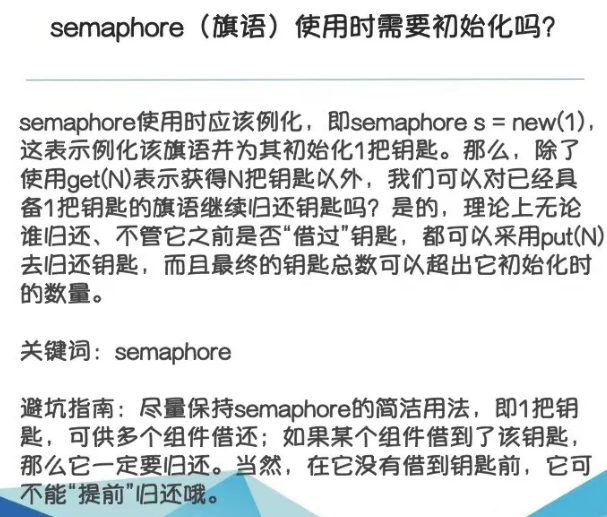 semaphore（旗语）使用时需要初始化吗？
semaphore使用时应该例化，即semaphore s = new(1)，
这表示例化该旗语并为其初始化1把钥匙。那么，除了
使用get(N)表示获得N把钥匙以外，我们可以对已经具
备1把钥匙的旗语继续归还钥匙吗？是的，理论上无论
谁归还、不管它之前是否“借过”钥匙，都可以采用put(N)
去归还钥匙，而且最终的钥匙总数可以超出它初始化时
的数量。
关键词：semaphore
避坑指南：尽量保持semaphore的简洁用法，即1把钥
匙，可供多个组件借还；如果某个组件借到了该钥匙，
那么它一定要归还。当然，在它没有借到钥匙前，它可
不能“提前”归还哦。